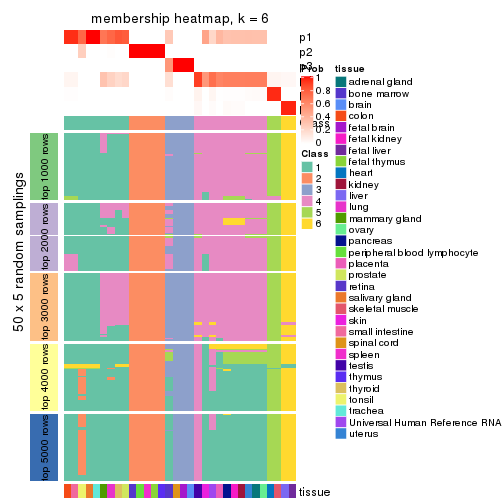 membership heatmap, k = 6
p1
p2
Prob
1
0.8
0.6
0.4
0.2
0
Class
1
2
3
4
5
6
tissue
adrenal gland
bone marrow
brain
colon
fetal brain
fetal kidney
fetal liver
fetal thymus
heart
kidney
liver
lung
mammary gland
ovary
pancreas
peripheral blood lymphocyte
placenta
prostate
retina
salivary gland
skeletal muscle
skin
small intestine
spinal cord
spleen
testis
thymus
thyroid
tonsil
trachea
Universal Human Reference RNA
uterus
50 x 5 random samplings
top 1000 rows
top 2000 rows
top 3000 rows
top 4000 rows
top 5000 rows
tissue